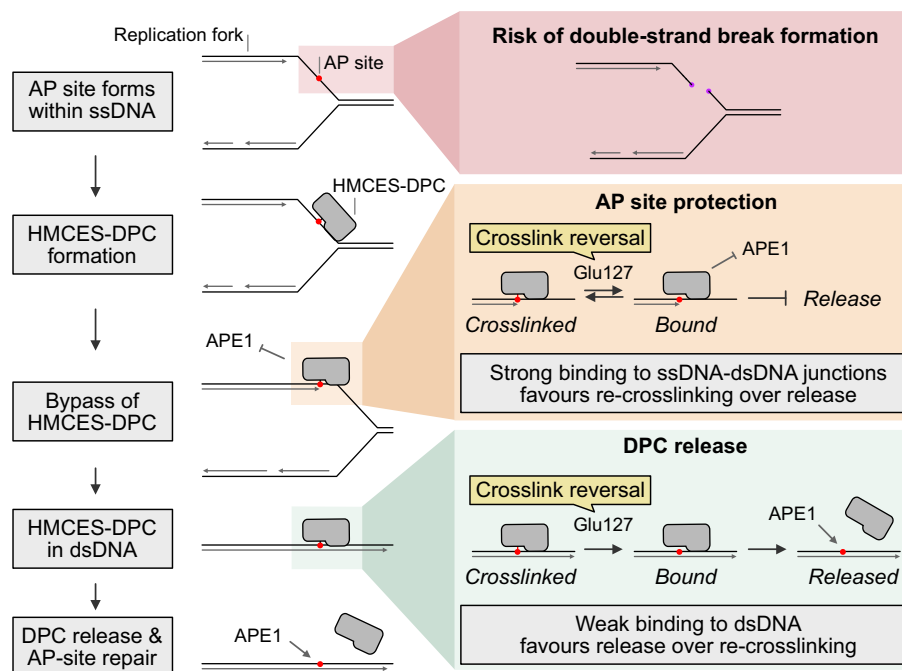 Replication fork
AP site
AP site forms
within ssDNA
Risk of double-strand break formation
HMCES-DPC
HMCES-DPC
formation
AP site protection
Crosslink reversal
Glu127
APE1
Crosslinked
Bound
Release
Strong binding to ssDNA-dsDNA junctions
favours re-crosslinking over release
APE1
Bypass of
HMCES-DPC
DPC release
Crosslink reversal
Glu127
APE1
Crosslinked
Bound
Released
Weak binding to dsDNA
favours release over re-crosslinking
HMCES-DPC
in dsDNA
DPC release &
AP-site repair
APE1